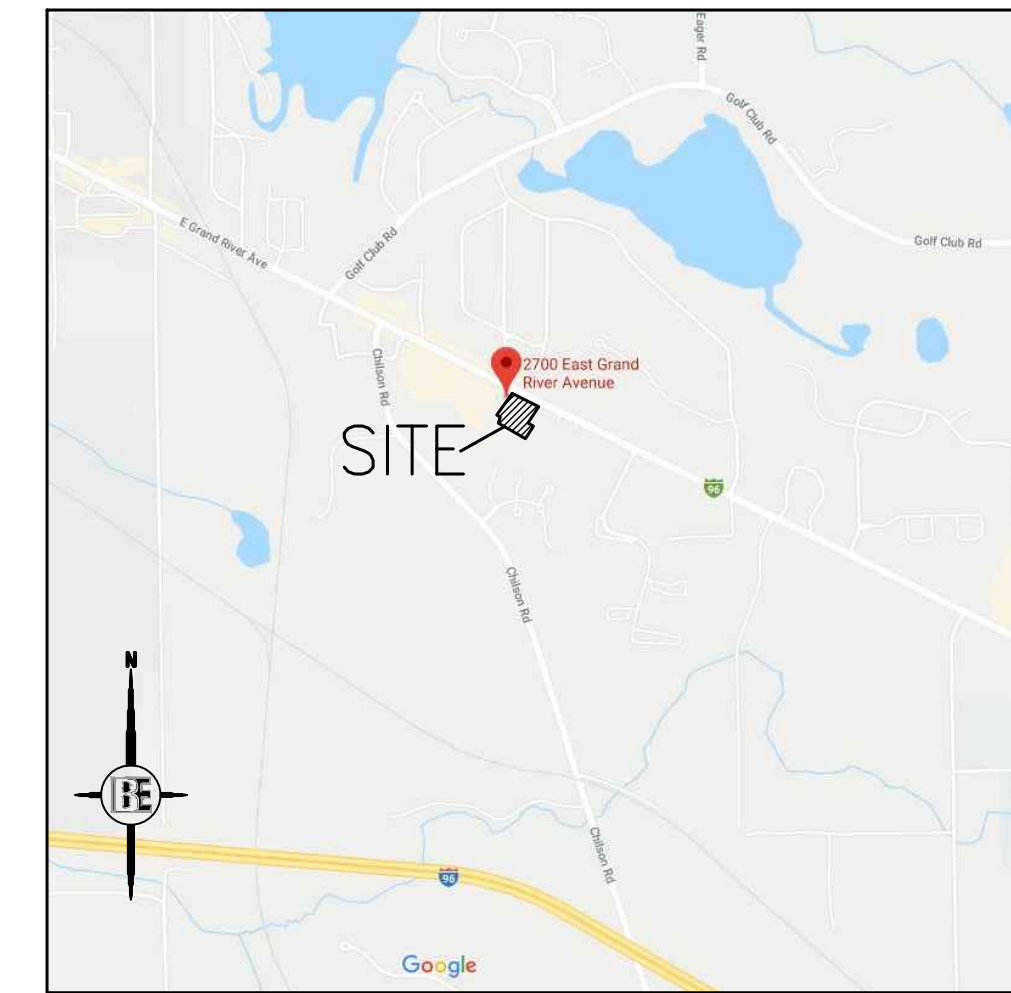 Eager Rd
Golf Club Rd
E Grand River Ave
Golf Club Rd
Golf Club Rd
Chilson Rd
2700 East Grand
River Avenue
SITE
96
Chilson Rd
N
BE
Chilson Rd
96
Google